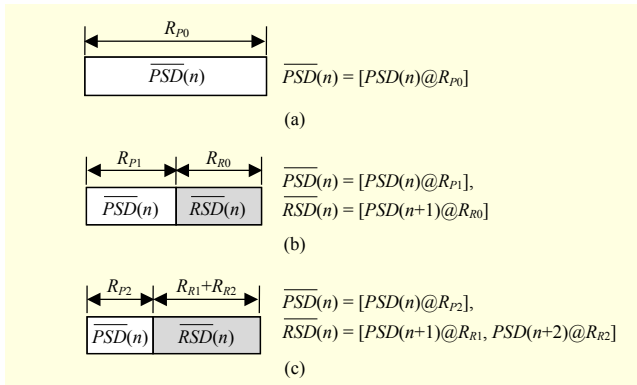 R_{P0}
\overline{PSD}(n) \overline{PSD}(n) = [PSD(n)@R_{P0}]
(a)
R_{P1} R_{R0}
\overline{PSD}(n) = [PSD(n)@R_{P1}],
\overline{PSD}(n) \overline{RSD}(n) \overline{RSD}(n) = [PSD(n+1)@R_{R0}]
(b)
R_{P2} R_{R1}+R_{R2}
\overline{PSD}(n) = [PSD(n)@R_{P2}],
\overline{PSD}(n) \overline{RSD}(n) \overline{RSD}(n) = [PSD(n+1)@R_{R1}, PSD(n+2)@R_{R2}]
(c)